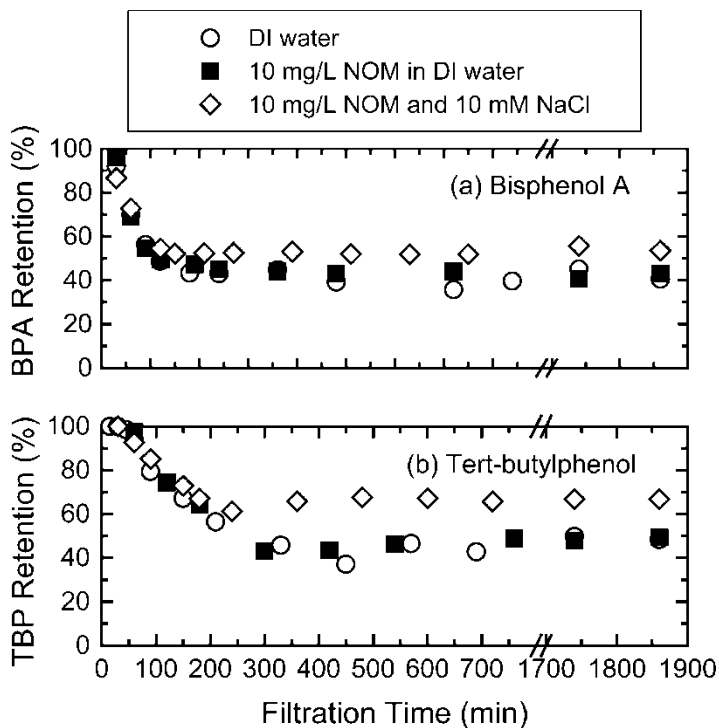 DI water
10 mg/L NOM in DI water
10 mg/L NOM and 10 mM NaCl
BPA Retention (%)
100
80
60
40
20
0
(a) Bisphenol A
TBP Retention (%)
100
80
60
40
20
0
(b) Tert-butylphenol
0 100 200 300 400 500 600 700 1700 1800 1900
Filtration Time (min)